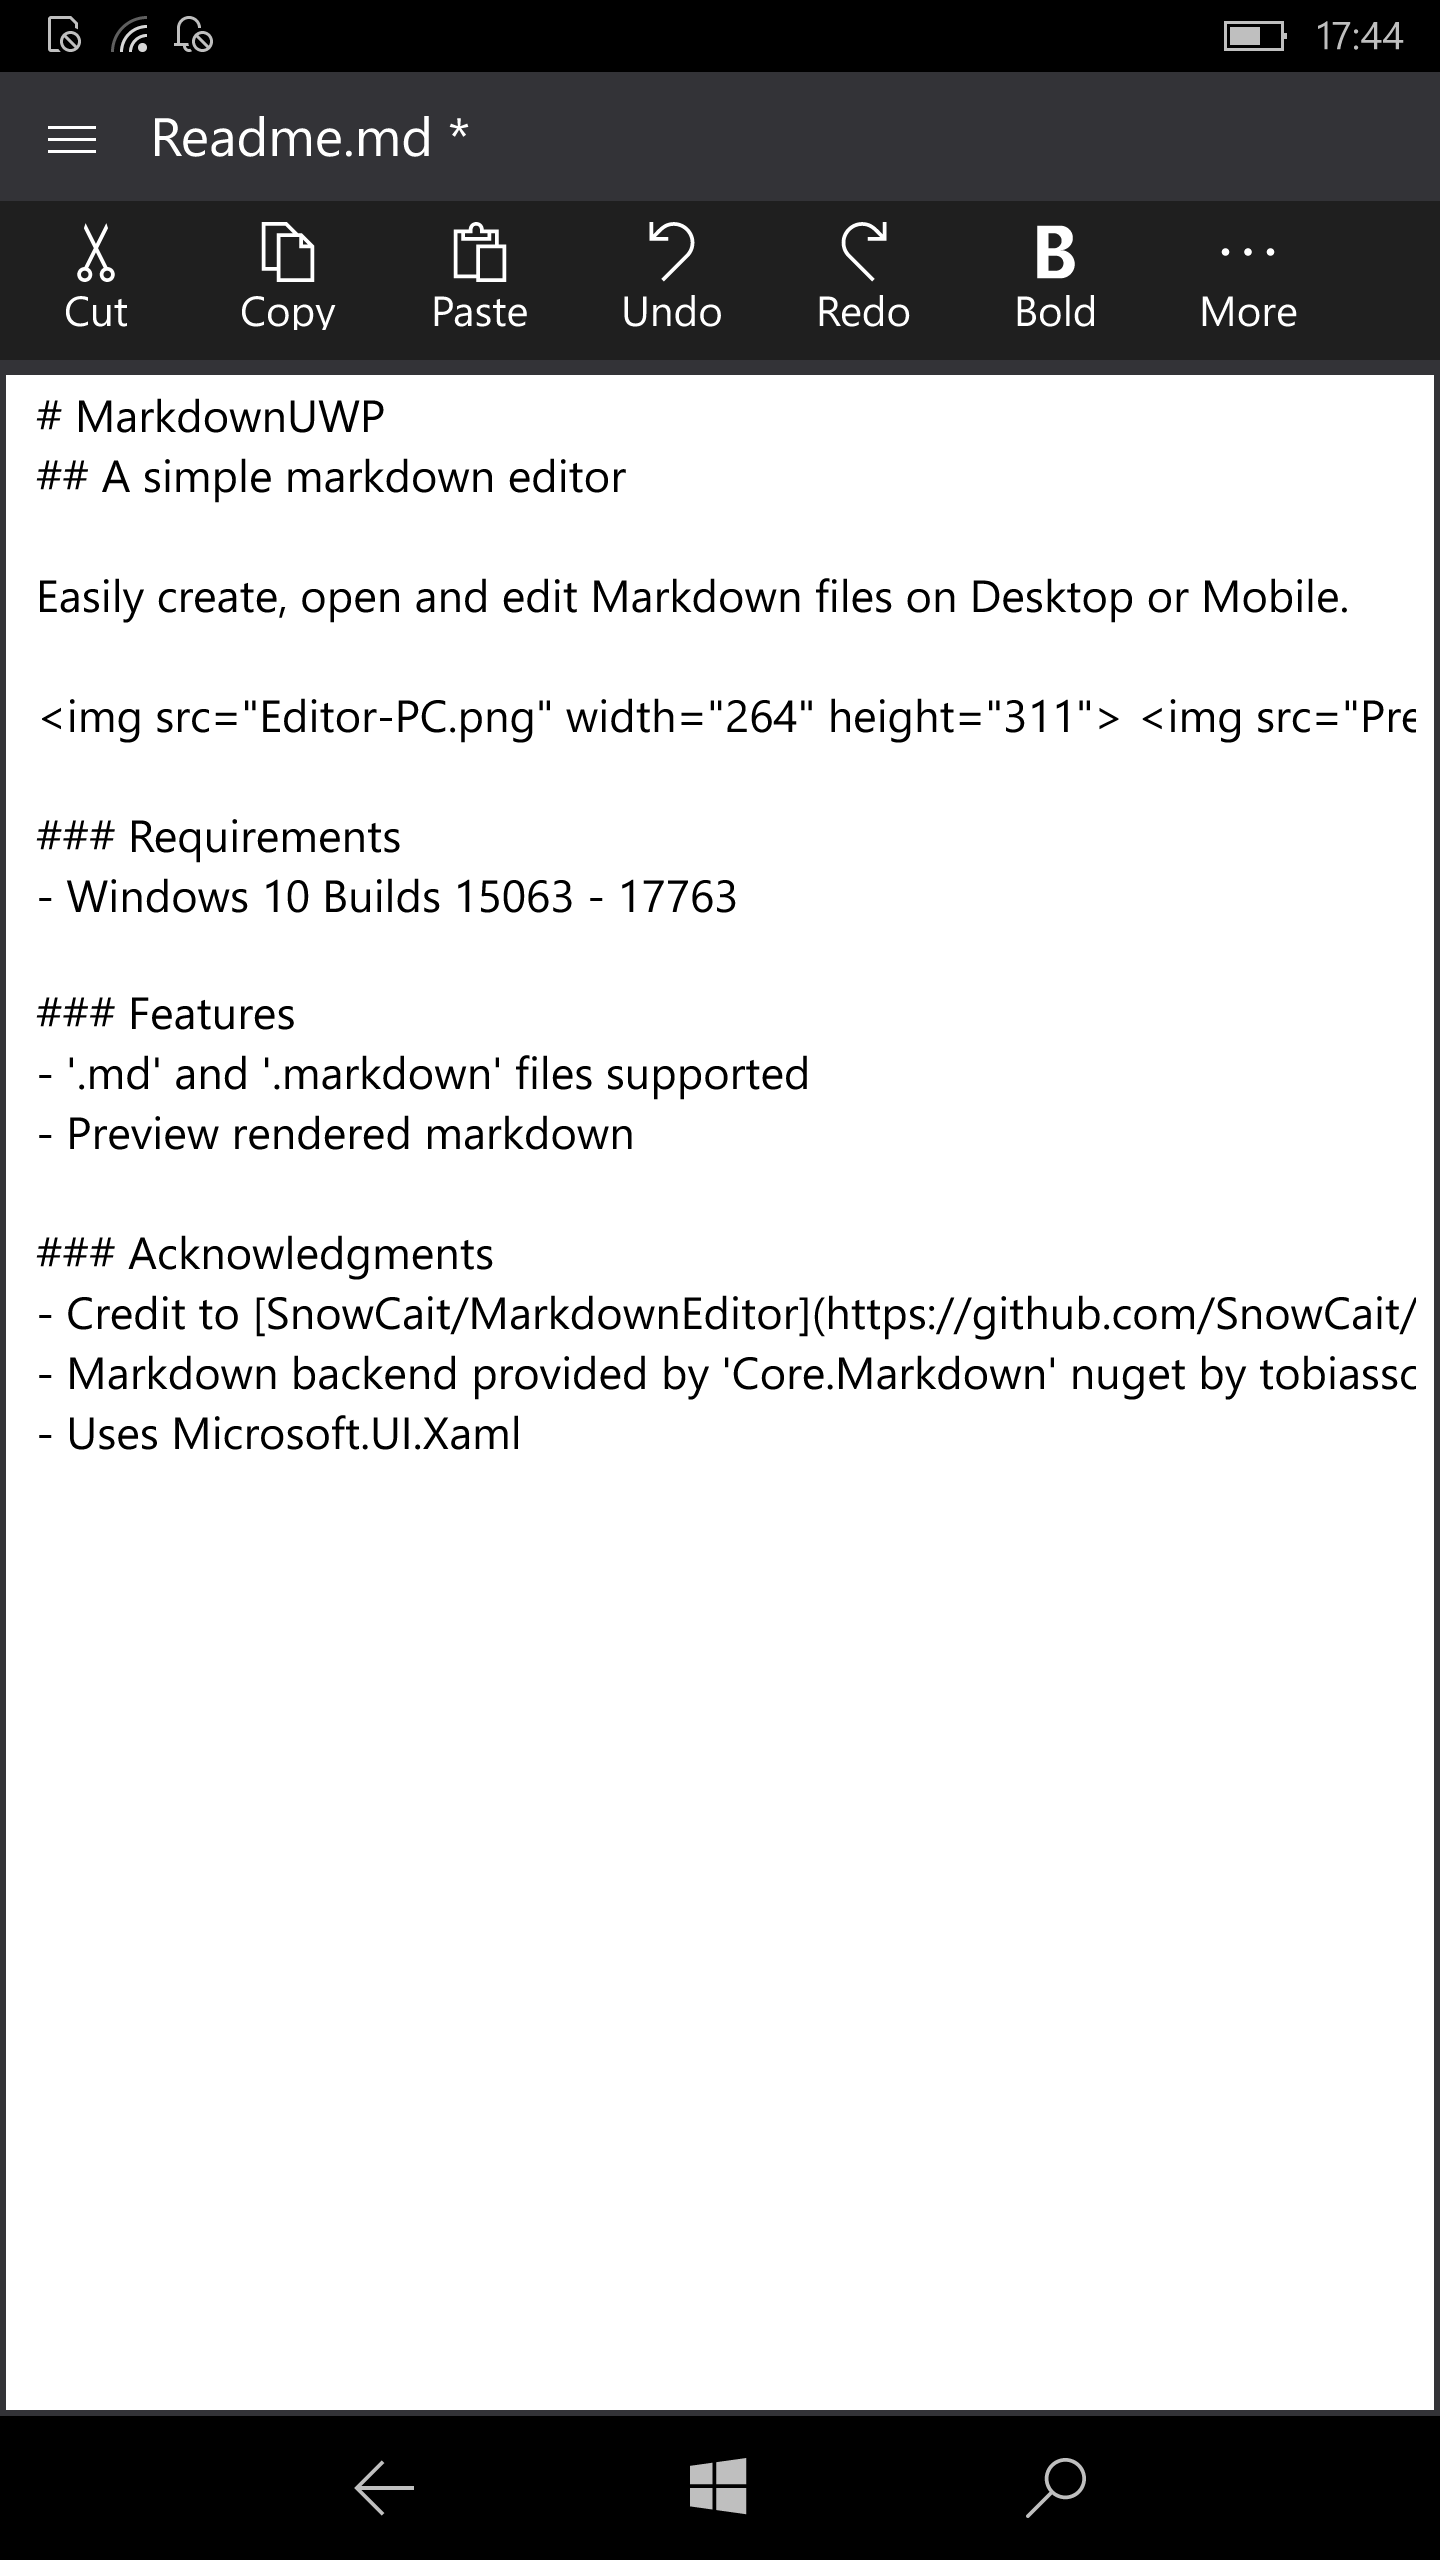 17:44
Readme.md *
Cut Copy Paste Undo Redo Bold More
# MarkdownUWP
## A simple markdown editor
Easily create, open and edit Markdown files on Desktop or Mobile.
<img src="Editor-PC.png" width="264" height="311"> <img src="Pre
### Requirements
- Windows 10 Builds 15063 - 17763
### Features
- '.md' and '.markdown' files supported
- Preview rendered markdown
### Acknowledgments
- Credit to [SnowCait/MarkdownEditor](https://github.com/SnowCait/
- Markdown backend provided by 'Core.Markdown' nuget by tobiassc
- Uses Microsoft.UI.Xaml